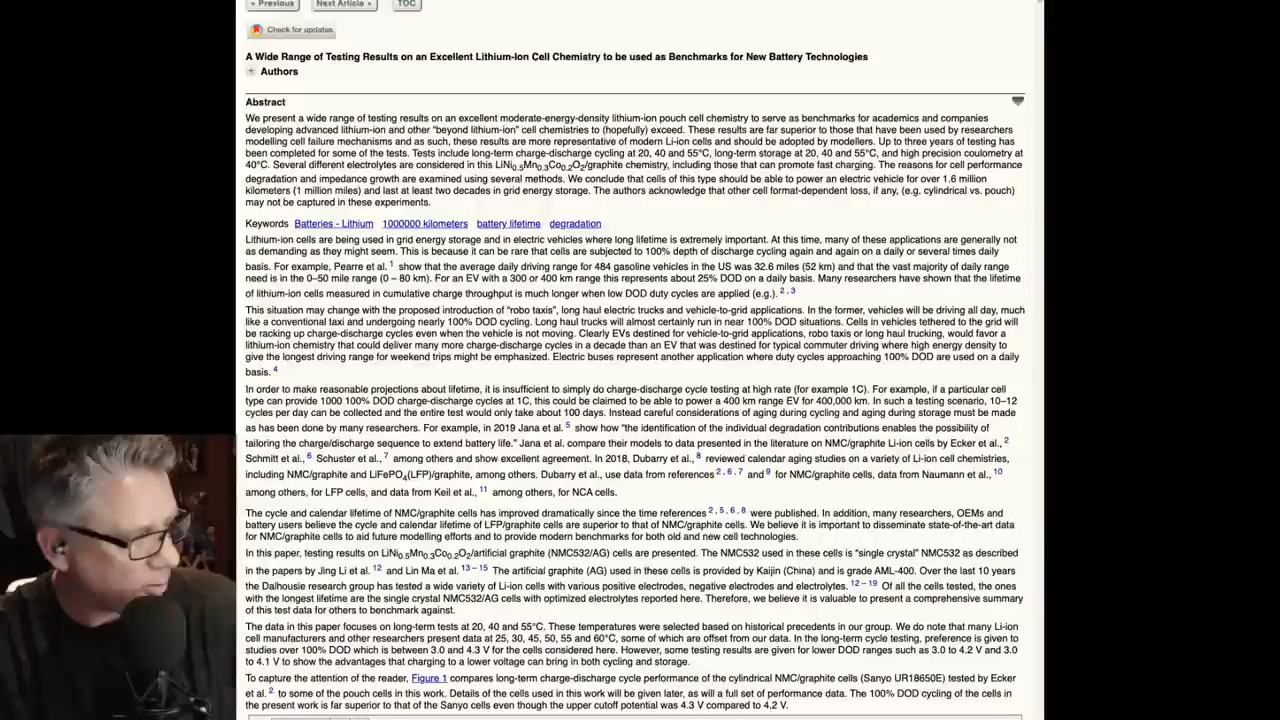 « Previous
Next Article »
TOC
Check for updates
A Wide Range of Testing Results on an Excellent Lithium-Ion Cell Chemistry to be used as Benchmarks for New Battery Technologies
+ Authors
Abstract
We present a wide range of testing results on an excellent moderate-energy-density lithium-ion pouch cell chemistry to serve as benchmarks for academics and companies
developing advanced lithium-ion and other "beyond lithium-ion" cell chemistries to (hopefully) exceed. These results are far superior to those that have been used by researchers
modelling cell failure mechanisms and as such, these results are more representative of modern Li-ion cells and should be adopted by modellers. Up to three years of testing has
been completed for some of the tests. Tests include long-term charge-discharge cycling at 20, 40 and 55°C, long-term storage at 20, 40 and 55°C, and high precision coulometry at
40°C. Several different electrolytes are considered in this LiNi0.5Mn0.3Co0.2O2/graphite chemistry, including those that can promote fast charging. The reasons for cell performance
degradation and impedance growth are examined using several methods. We conclude that cells of this type should be able to power an electric vehicle for over 1.6 million
kilometers (1 million miles) and last at least two decades in grid energy storage. The authors acknowledge that other cell format-dependent loss, if any, (e.g. cylindrical vs. pouch)
may not be captured in these experiments.
Keywords Batteries - Lithium 1000000 kilometers battery lifetime degradation
Lithium-ion cells are being used in grid energy storage and in electric vehicles where long lifetime is extremely important. At this time, many of these applications are generally not
as demanding as they might seem. This is because it can be rare that cells are subjected to 100% depth of discharge cycling again and again on a daily or several times daily
basis. For example, Pearre et al. 1 show that the average daily driving range for 484 gasoline vehicles in the US was 32.6 miles (52 km) and that the vast majority of daily range
need is in the 0–50 mile range (0 – 80 km). For an EV with a 300 or 400 km range this represents about 25% DOD on a daily basis. Many researchers have shown that the lifetime
of lithium-ion cells measured in cumulative charge throughput is much longer when low DOD duty cycles are applied (e.g.). 2,3
This situation may change with the proposed introduction of "robo taxis", long haul electric trucks and vehicle-to-grid applications. In the former, vehicles will be driving all day, much
like a conventional taxi and undergoing nearly 100% DOD cycling. Long haul trucks will almost certainly run in near 100% DOD situations. Cells in vehicles tethered to the grid will
be racking up charge-discharge cycles even when the vehicle is not moving. Clearly EVs destined for vehicle-to-grid applications, robo taxis or long haul trucking, would favor a
lithium-ion chemistry that could deliver many more charge-discharge cycles in a decade than an EV that was destined for typical commuter driving where high energy density to
give the longest driving range for weekend trips might be emphasized. Electric buses represent another application where duty cycles approaching 100% DOD are used on a daily
basis. 4
In order to make reasonable projections about lifetime, it is insufficient to simply do charge-discharge cycle testing at high rate (for example 1C). For example, if a particular cell
type can provide 1000 100% DOD charge-discharge cycles at 1C, this could be claimed to be able to power a 400 km range EV for 400,000 km. In such a testing scenario, 10–12
cycles per day can be collected and the entire test would only take about 100 days. Instead careful considerations of aging during cycling and aging during storage must be made
as has been done by many researchers. For example, in 2019 Jana et al. 5 show how "the identification of the individual degradation contributions enables the possibility of
tailoring the charge/discharge sequence to extend battery life." Jana et al. compare their models to data presented in the literature on NMC/graphite Li-ion cells by Ecker et al., 2
Schmitt et al., 6 Schuster et al., 7 among others and show excellent agreement. In 2018, Dubarry et al., 8 reviewed calendar aging studies on a variety of Li-ion cell chemistries,
including NMC/graphite and LiFePO4(LFP)/graphite, among others. Dubarry et al., use data from references 2,6,7 and 9 for NMC/graphite cells, data from Naumann et al., 10
among others, for LFP cells, and data from Keil et al., 11 among others, for NCA cells.
The cycle and calendar lifetime of NMC/graphite cells has improved dramatically since the time references 2,5,6,8 were published. In addition, many researchers, OEMs and
battery users believe the cycle and calendar lifetime of LFP/graphite cells are superior to that of NMC/graphite cells. We believe it is important to disseminate state-of-the-art data
for NMC/graphite cells to aid future modelling efforts and to provide modern benchmarks for both old and new cell technologies.
In this paper, testing results on LiNi0.5Mn0.3Co0.2O2/artificial graphite (NMC532/AG) cells are presented. The NMC532 used in these cells is "single crystal" NMC532 as described
in the papers by Jing Li et al. 12 and Lin Ma et al. 13–15 The artificial graphite (AG) used in these cells is provided by Kaijin (China) and is grade AML-400. Over the last 10 years
the Dalhousie research group has tested a wide variety of Li-ion cells with various positive electrodes, negative electrodes and electrolytes. 12–19 Of all the cells tested, the ones
with the longest lifetime are the single crystal NMC532/AG cells with optimized electrolytes reported here. Therefore, we believe it is valuable to present a comprehensive summary
of this test data for others to benchmark against.
The data in this paper focuses on long-term tests at 20, 40 and 55°C. These temperatures were selected based on historical precedents in our group. We do note that many Li-ion
cell manufacturers and other researchers present data at 25, 30, 45, 50, 55 and 60°C, some of which are offset from our data. In the long-term cycle testing, preference is given to
studies over 100% DOD which is between 3.0 and 4.3 V for the cells considered here. However, some testing results are given for lower DOD ranges such as 3.0 to 4.2 V and 3.0
to 4.1 V to show the advantages that charging to a lower voltage can bring in both cycling and storage.
To capture the attention of the reader, Figure 1 compares long-term charge-discharge cycle performance of the cylindrical NMC/graphite cells (Sanyo UR18650E) tested by Ecker
et al. 2 to some of the pouch cells in this work. Details of the cells used in this work will be given later, as will a full set of performance data. The 100% DOD cycling of the cells in
the present work is far superior to that of the Sanyo cells even though the upper cutoff potential was 4.3 V compared to 4.2 V.